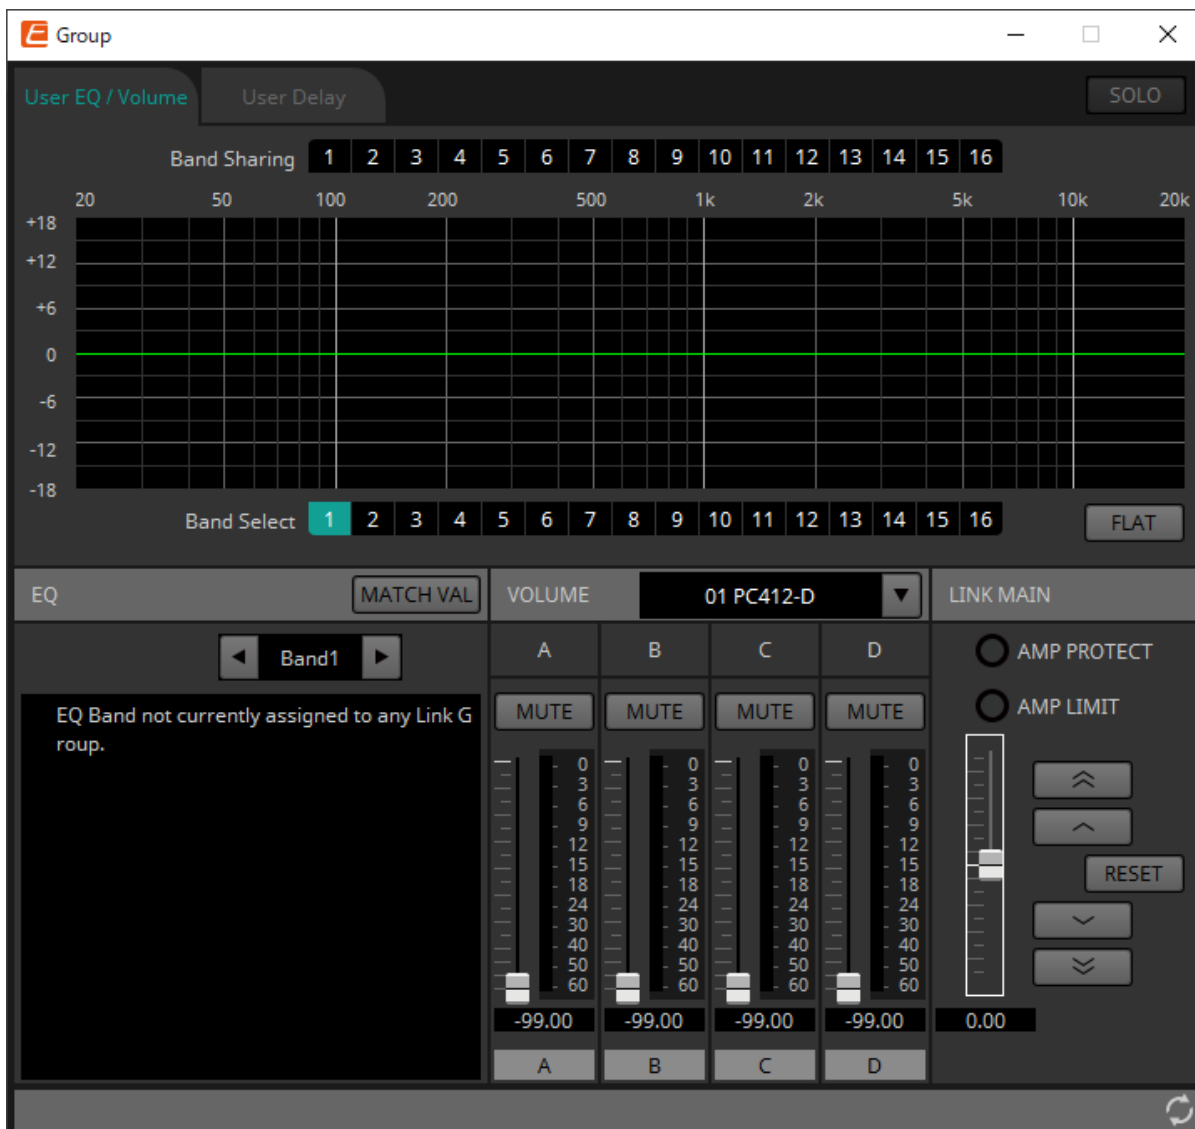 Group
User EQ / Volume User Delay SOLO
Band Sharing 1 2 3 4 5 6 7 8 9 10 11 12 13 14 15 16
20 50 100 200 500 1k 2k 5k 10k 20k
+18
+12
+6
0
-6
-12
-18
Band Select 1 2 3 4 5 6 7 8 9 10 11 12 13 14 15 16 FLAT
EQ MATCH VAL VOLUME 01 PC412-D LINK MAIN
Band1 A B C D AMP PROTECT
EQ Band not currently assigned to any Link G
roup.
MUTE MUTE MUTE MUTE AMP LIMIT
0 0 0 0
3 3 3 3
6 6 6 6
9 9 9 9
12 12 12 12
15 15 15 15 RESET
18 18 18 18
24 24 24 24
30 30 30 30
40 40 40 40
50 50 50 50
60 60 60 60
-99.00 -99.00 -99.00 -99.00 0.00
A B C D